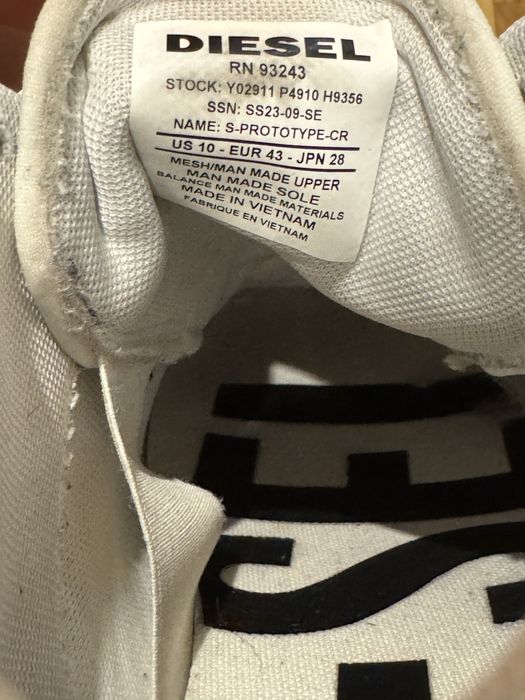 DIESEL
RN 93243
STOCK: Y02911 P4910 H9356
SSN: SS23-09-SE
NAME: S-PROTOTYPE-CR
US 10 - EUR 43 - JPN 28
MESH/MAN MADE UPPER
MAN MADE SOLE
BALANCE MAN MADE MATERIALS
MADE IN VIETNAM
FABRIQUE EN VIETNAM